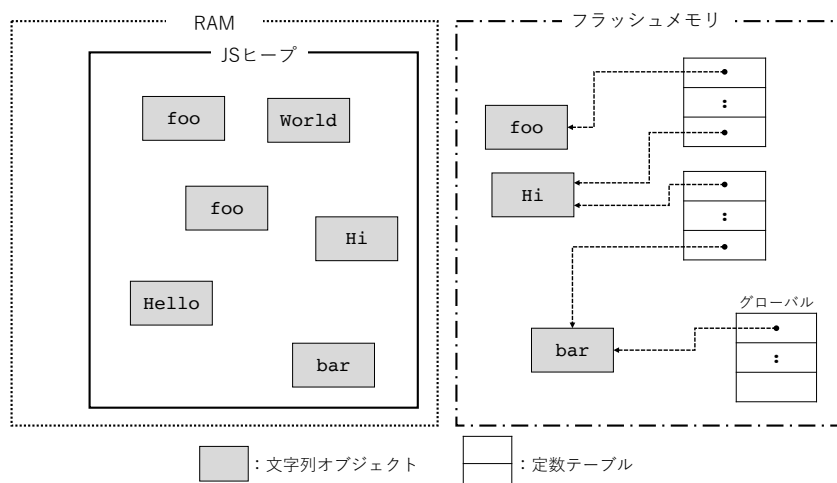 RAM
JSヒープ
foo
World
foo
Hi
Hello
bar
フラッシュメモリ
foo
:
Hi
:
グローバル
bar
:
：文字列オブジェクト
：定数テーブル